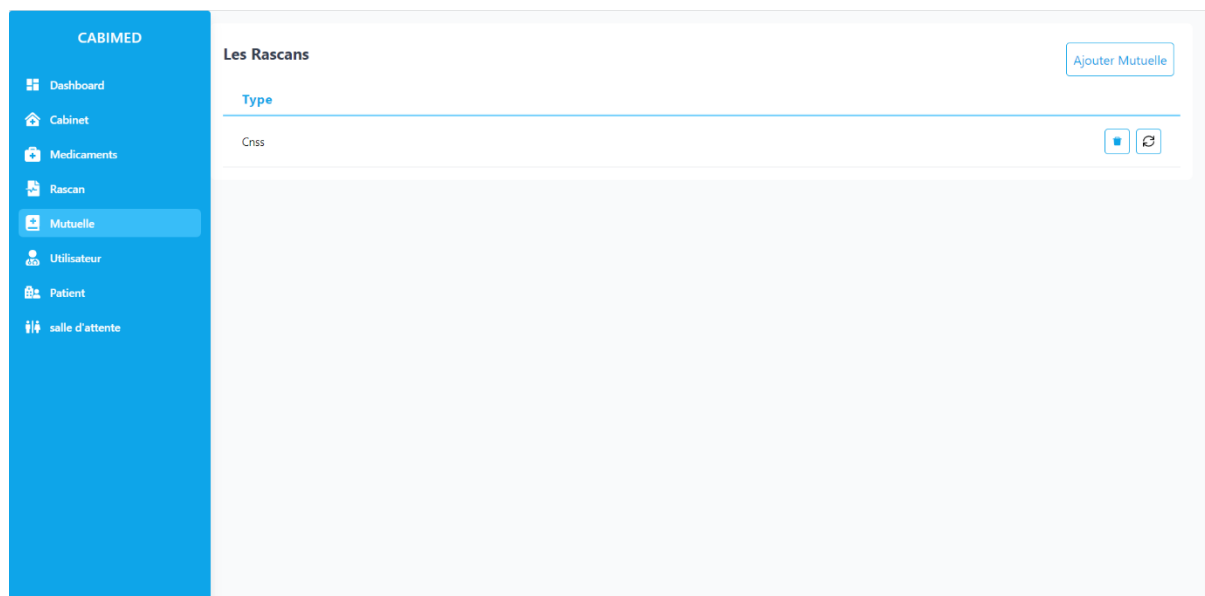 CABIMED
Dashboard
Cabinet
Medicaments
Rascan
Mutuelle
Utilisateur
Patient
salle d'attente
Les Rascans
Ajouter Mutuelle
Type
Cnss